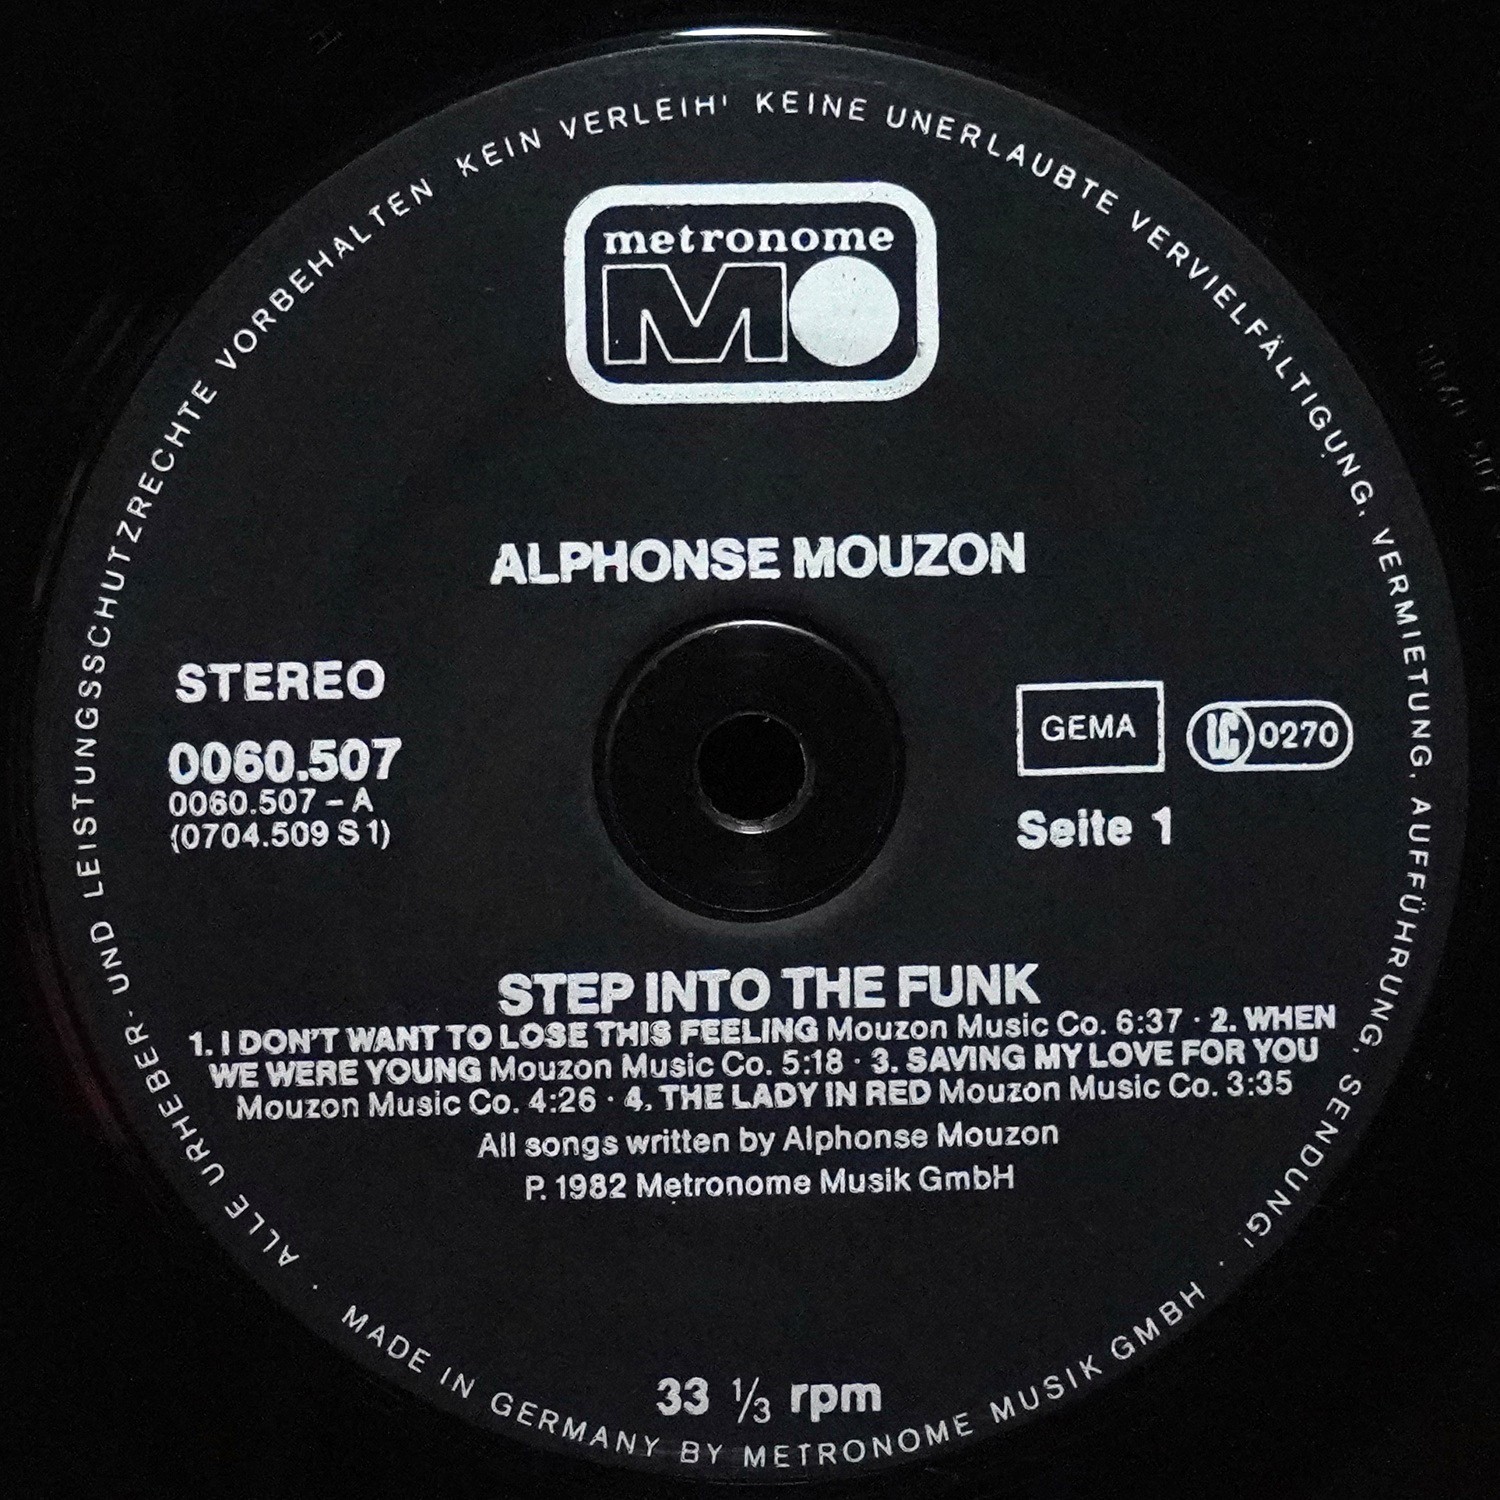 ALLE URHEBER- UND LEISTUNGSSCHUTZRECHTE VORBEHALTEN KEIN VERLEIH! KEINE UNERLAUBTE VERVIELFÄLTIGUNG, VERMIETUNG, AUFFÜHRUNG, SENDUNG!
metronome
MO
ALPHONSE MOUZON
STEREO
0060.507
0060.507 – A
(0704.509 S 1)
GEMA
LC 0270
Seite 1
STEP INTO THE FUNK
1. I DON'T WANT TO LOSE THIS FEELING Mouzon Music Co. 6:37 · 2. WHEN
WE WERE YOUNG Mouzon Music Co. 5:18 · 3. SAVING MY LOVE FOR YOU
Mouzon Music Co. 4:26 · 4. THE LADY IN RED Mouzon Music Co. 3:35
All songs written by Alphonse Mouzon
P. 1982 Metronome Musik GmbH
33 ⅓ rpm
· MADE IN GERMANY BY METRONOME MUSIK GMBH ·
0060 507